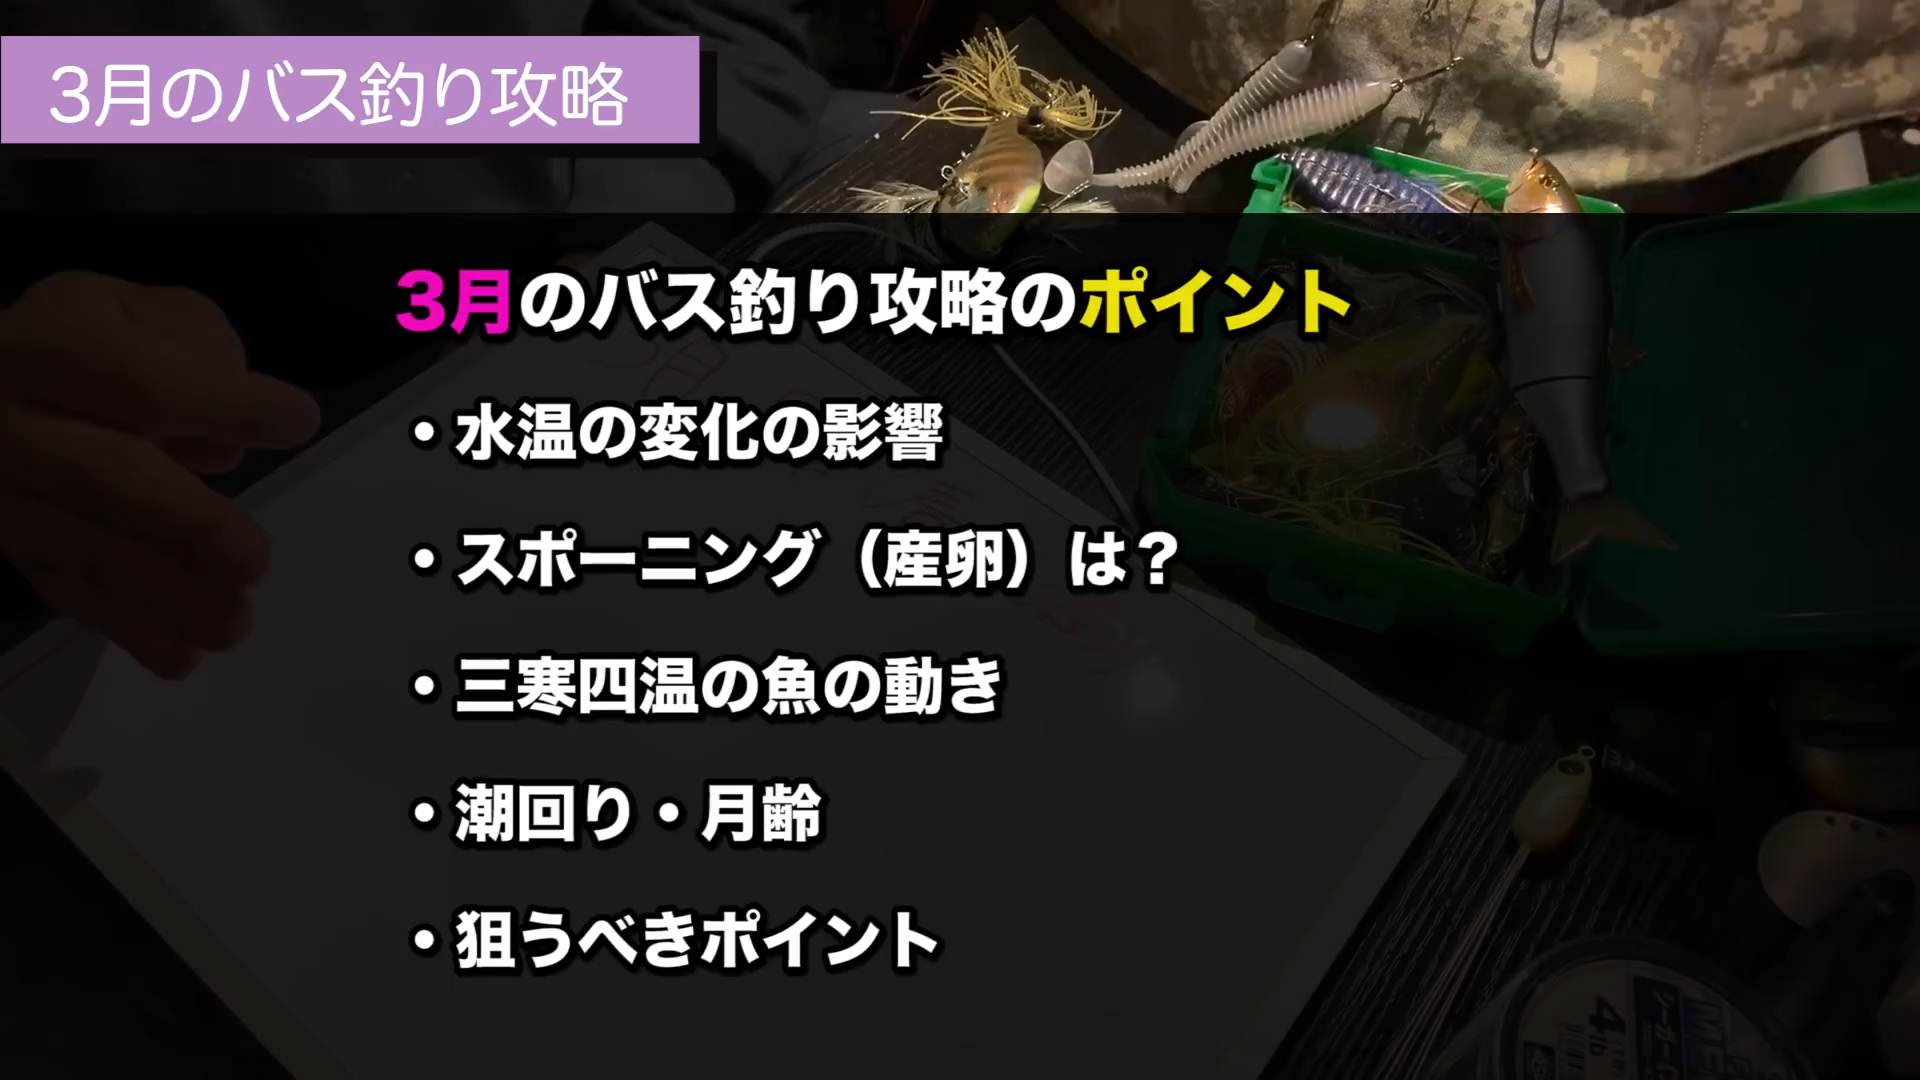 3月のバス釣り攻略
3月のバス釣り攻略のポイント
・水温の変化の影響
・スポーニング（産卵）は？
・三寒四温の魚の動き
・潮回り・月齢
・狙うべきポイント
4lb